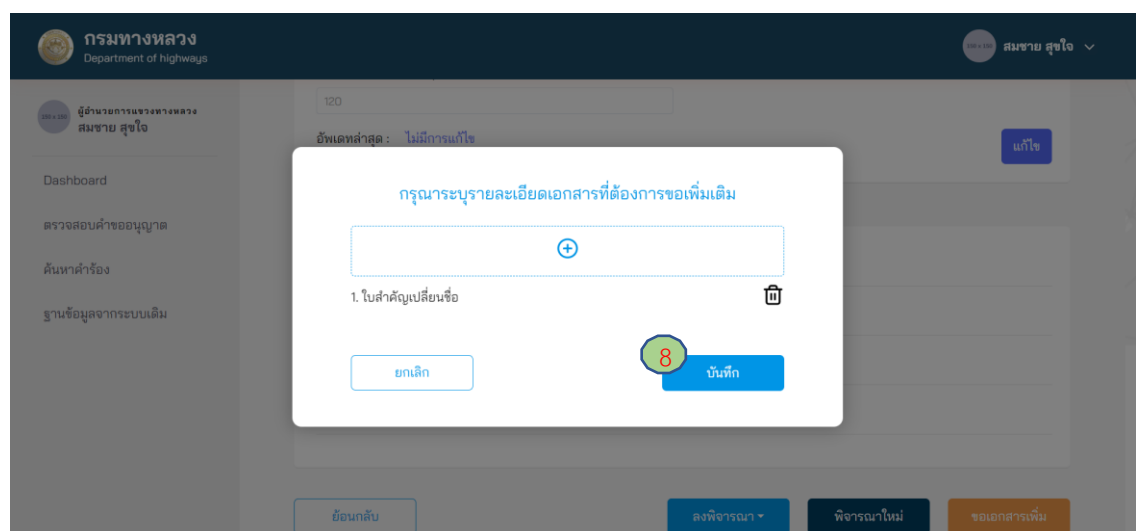 กรมทางหลวง
Department of highways
สมชาย สุขใจ
ผู้อำนวยการแขวงทางหลวง
สมชาย สุขใจ
120
อัพเดทล่าสุด : ไม่มีการแก้ไข
แก้ไข
Dashboard
ตรวจสอบคำขออนุญาต
ค้นหาคำร้อง
ฐานข้อมูลจากระบบเดิม
กรุณาระบุรายละเอียดเอกสารที่ต้องการขอเพิ่มเติม
1. ใบสำคัญเปลี่ยนชื่อ
8
ยกเลิก
บันทึก
ย้อนกลับ
ลงพิจารณา
พิจารณาใหม่
ขอเอกสารเพิ่ม